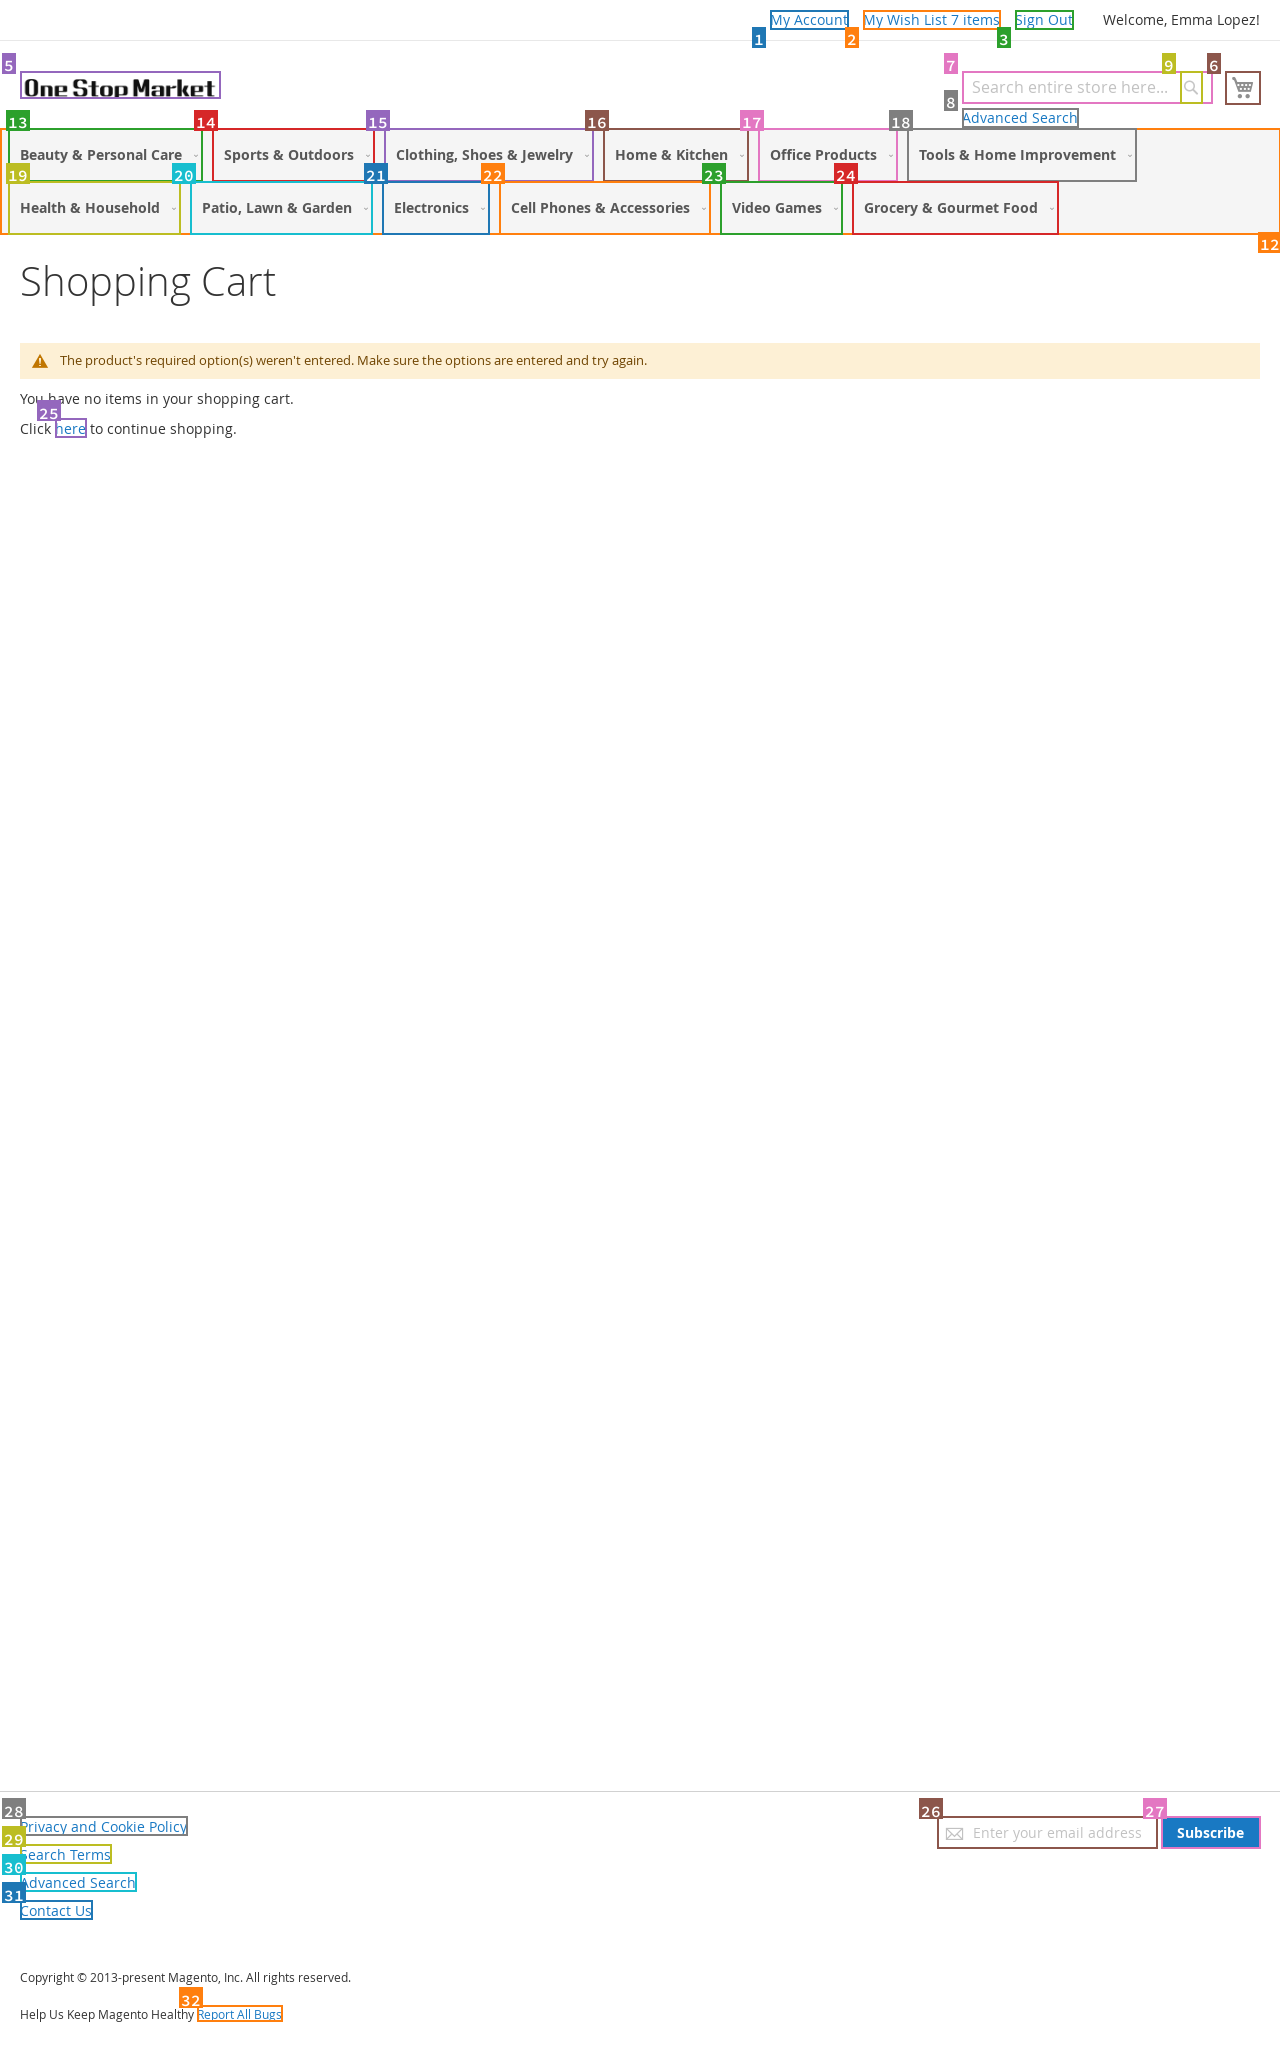 My Account
My Wish List 7 items
Sign Out
Welcome, Emma Lopez!
1
2
3
5
One Stop Market
7
Search entire store here...
9
6
8
Advanced Search
13
14
15
16
17
18
Beauty & Personal Care
Sports & Outdoors
Clothing, Shoes & Jewelry
Home & Kitchen
Office Products
Tools & Home Improvement
19
20
21
22
23
24
Health & Household
Patio, Lawn & Garden
Electronics
Cell Phones & Accessories
Video Games
Grocery & Gourmet Food
12
Shopping Cart
The product's required option(s) weren't entered. Make sure the options are entered and try again.
You have no items in your shopping cart.
25
Click here to continue shopping.
28
Privacy and Cookie Policy
29
Search Terms
30
Advanced Search
31
Contact Us
26
Enter your email address
27
Subscribe
Copyright © 2013-present Magento, Inc. All rights reserved.
32
Help Us Keep Magento Healthy Report All Bugs